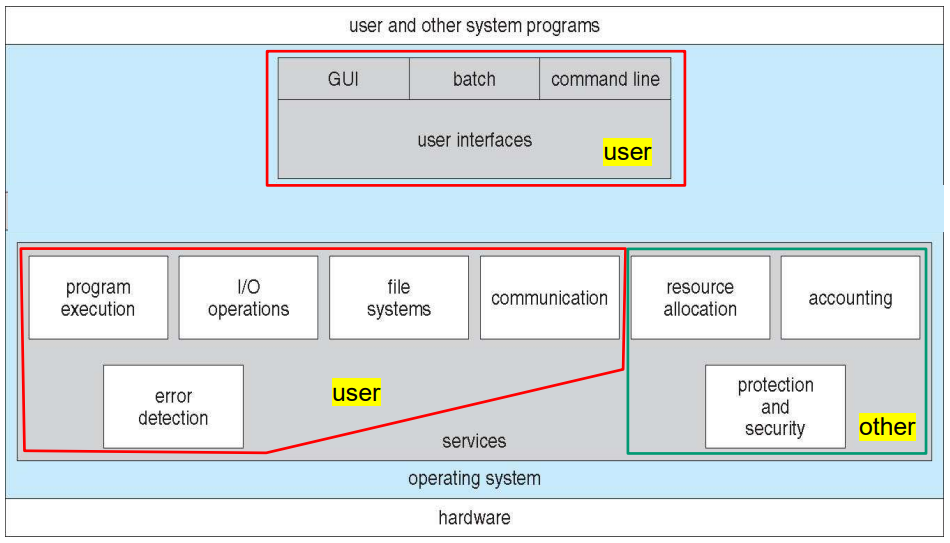 user and other system programs
GUI
batch
command line
user interfaces
user
program
execution
I/O
operations
file
systems
communication
resource
allocation
accounting
error
detection
user
protection
and
security
other
services
operating system
hardware